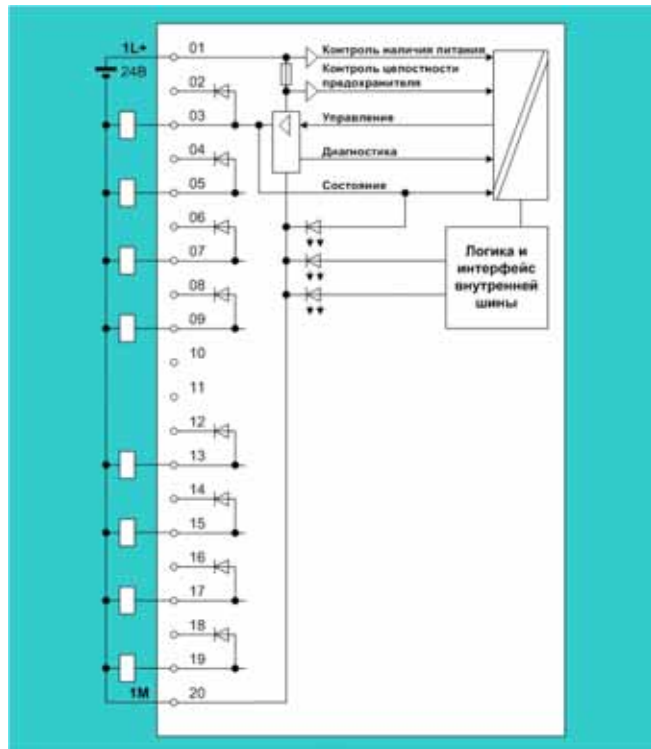 1L+
01
Контроль наличия питания
24В
Контроль целостности
предохранителя
02
03
Управление
04
Диагностика
05
Состояние
06
07
Логика и
интерфейс
внутренней
шины
08
09
10
11
12
13
14
15
16
17
18
19
1М
20